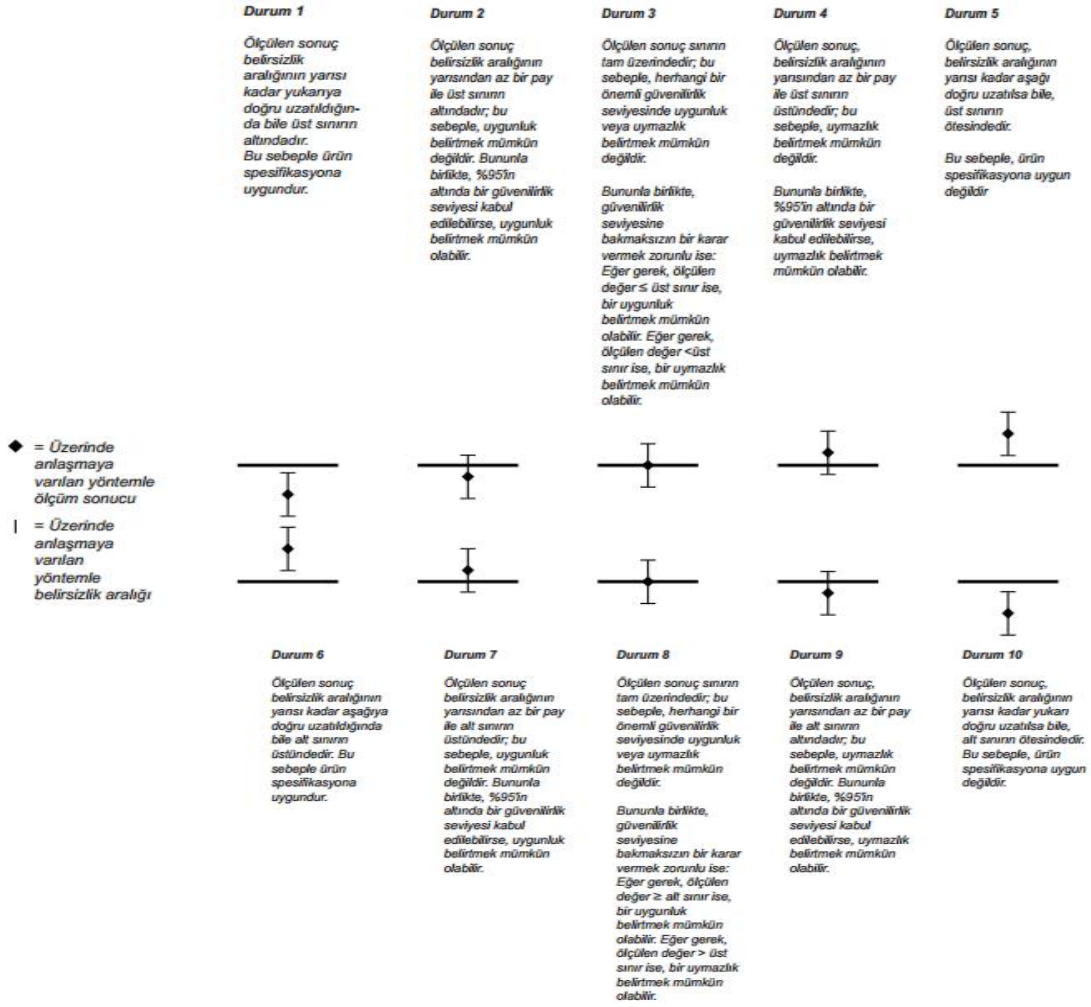 Durum 1
Ölçülen sonuç
belirsizlik
aralığının yarısı
kadar yukarıya
doğru uzatıldığın-
da bile üst sınırın
altındadır.
Bu sebeple ürün
spesifikasyona
uygundur.
Durum 2
Ölçülen sonuç
belirsizlik aralığının
yarısından az bir pay
ile üst sınırın
altındadır; bu
sebeple, uygunluk
belirtmek mümkün
değildir. Bununla
birlikte, %95'in
altında bir güvenilirlik
seviyesi kabul
edilebilirse, uygunluk
belirtmek mümkün
olabilir.
Durum 3
Ölçülen sonuç sınırın
tam üzerindedir; bu
sebeple, herhangi bir
önemli güvenilirlik
seviyesinde uygunluk
veya uymazlık
belirtmek mümkün
değildir.
Bununla birlikte,
güvenilirlik
seviyesine
bakmaksızın bir karar
vermek zorunlu ise:
Eğer gerek, ölçülen
değer ≤ üst sınır ise,
bir uygunluk
belirtmek mümkün
olabilir. Eğer gerek,
ölçülen değer <üst
sınır ise, bir uymazlık
belirtmek mümkün
olabilir.
Durum 4
Ölçülen sonuç,
belirsizlik aralığının
yarısından az bir pay
ile üst sınırın
üstündedir; bu
sebeple, uymazlık
belirtmek mümkün
değildir.
Bununla birlikte,
%95'in altında bir
güvenilirlik seviyesi
kabul edilebilirse,
uymazlık belirtmek
mümkün olabilir.
Durum 5
Ölçülen sonuç,
belirsizlik aralığının
yarısı kadar aşağı
doğru uzatılsa bile,
üst sınırın
ötesindedir.
Bu sebeple, ürün
spesifikasyona uygun
değildir
◆ = Üzerinde
anlaşmaya
varılan yöntemle
ölçüm sonucu
| = Üzerinde
anlaşmaya
varılan
yöntemle
belirsizlik aralığı
Durum 6
Ölçülen sonuç
belirsizlik aralığının
yarısı kadar aşağıya
doğru uzatıldığında
bile alt sınırın
üstündedir. Bu
sebeple ürün
spesifikasyona
uygundur.
Durum 7
Ölçülen sonuç
belirsizlik aralığının
yarısından az bir pay
ile alt sınırın
üstündedir; bu
sebeple, uygunluk
belirtmek mümkün
değildir. Bununla
birlikte, %95'in
altında bir güvenilirlik
seviyesi kabul
edilebilirse, uygunluk
belirtmek mümkün
olabilir.
Durum 8
Ölçülen sonuç sınırın
tam üzerindedir; bu
sebeple, herhangi bir
önemli güvenilirlik
seviyesinde uygunluk
veya uymazlık
belirtmek mümkün
değildir.
Bununla birlikte,
güvenilirlik
seviyesine
bakmaksızın bir karar
vermek zorunlu ise:
Eğer gerek, ölçülen
değer ≥ alt sınır ise,
bir uygunluk
belirtmek mümkün
olabilir. Eğer gerek,
ölçülen değer > üst
sınır ise, bir uymazlık
belirtmek mümkün
olabilir.
Durum 9
Ölçülen sonuç,
belirsizlik aralığının
yarısından az bir pay
ile alt sınırın
altındadır; bu
sebeple, uymazlık
belirtmek mümkün
değildir. Bununla
birlikte, %95'in
altında bir güvenilirlik
seviyesi kabul
edilebilirse, uymazlık
belirtmek mümkün
olabilir.
Durum 10
Ölçülen sonuç,
belirsizlik aralığının
yarısı kadar yukarı
doğru uzatılsa bile,
alt sınırın ötesindedir.
Bu sebeple, ürün
spesifikasyona uygun
değildir.